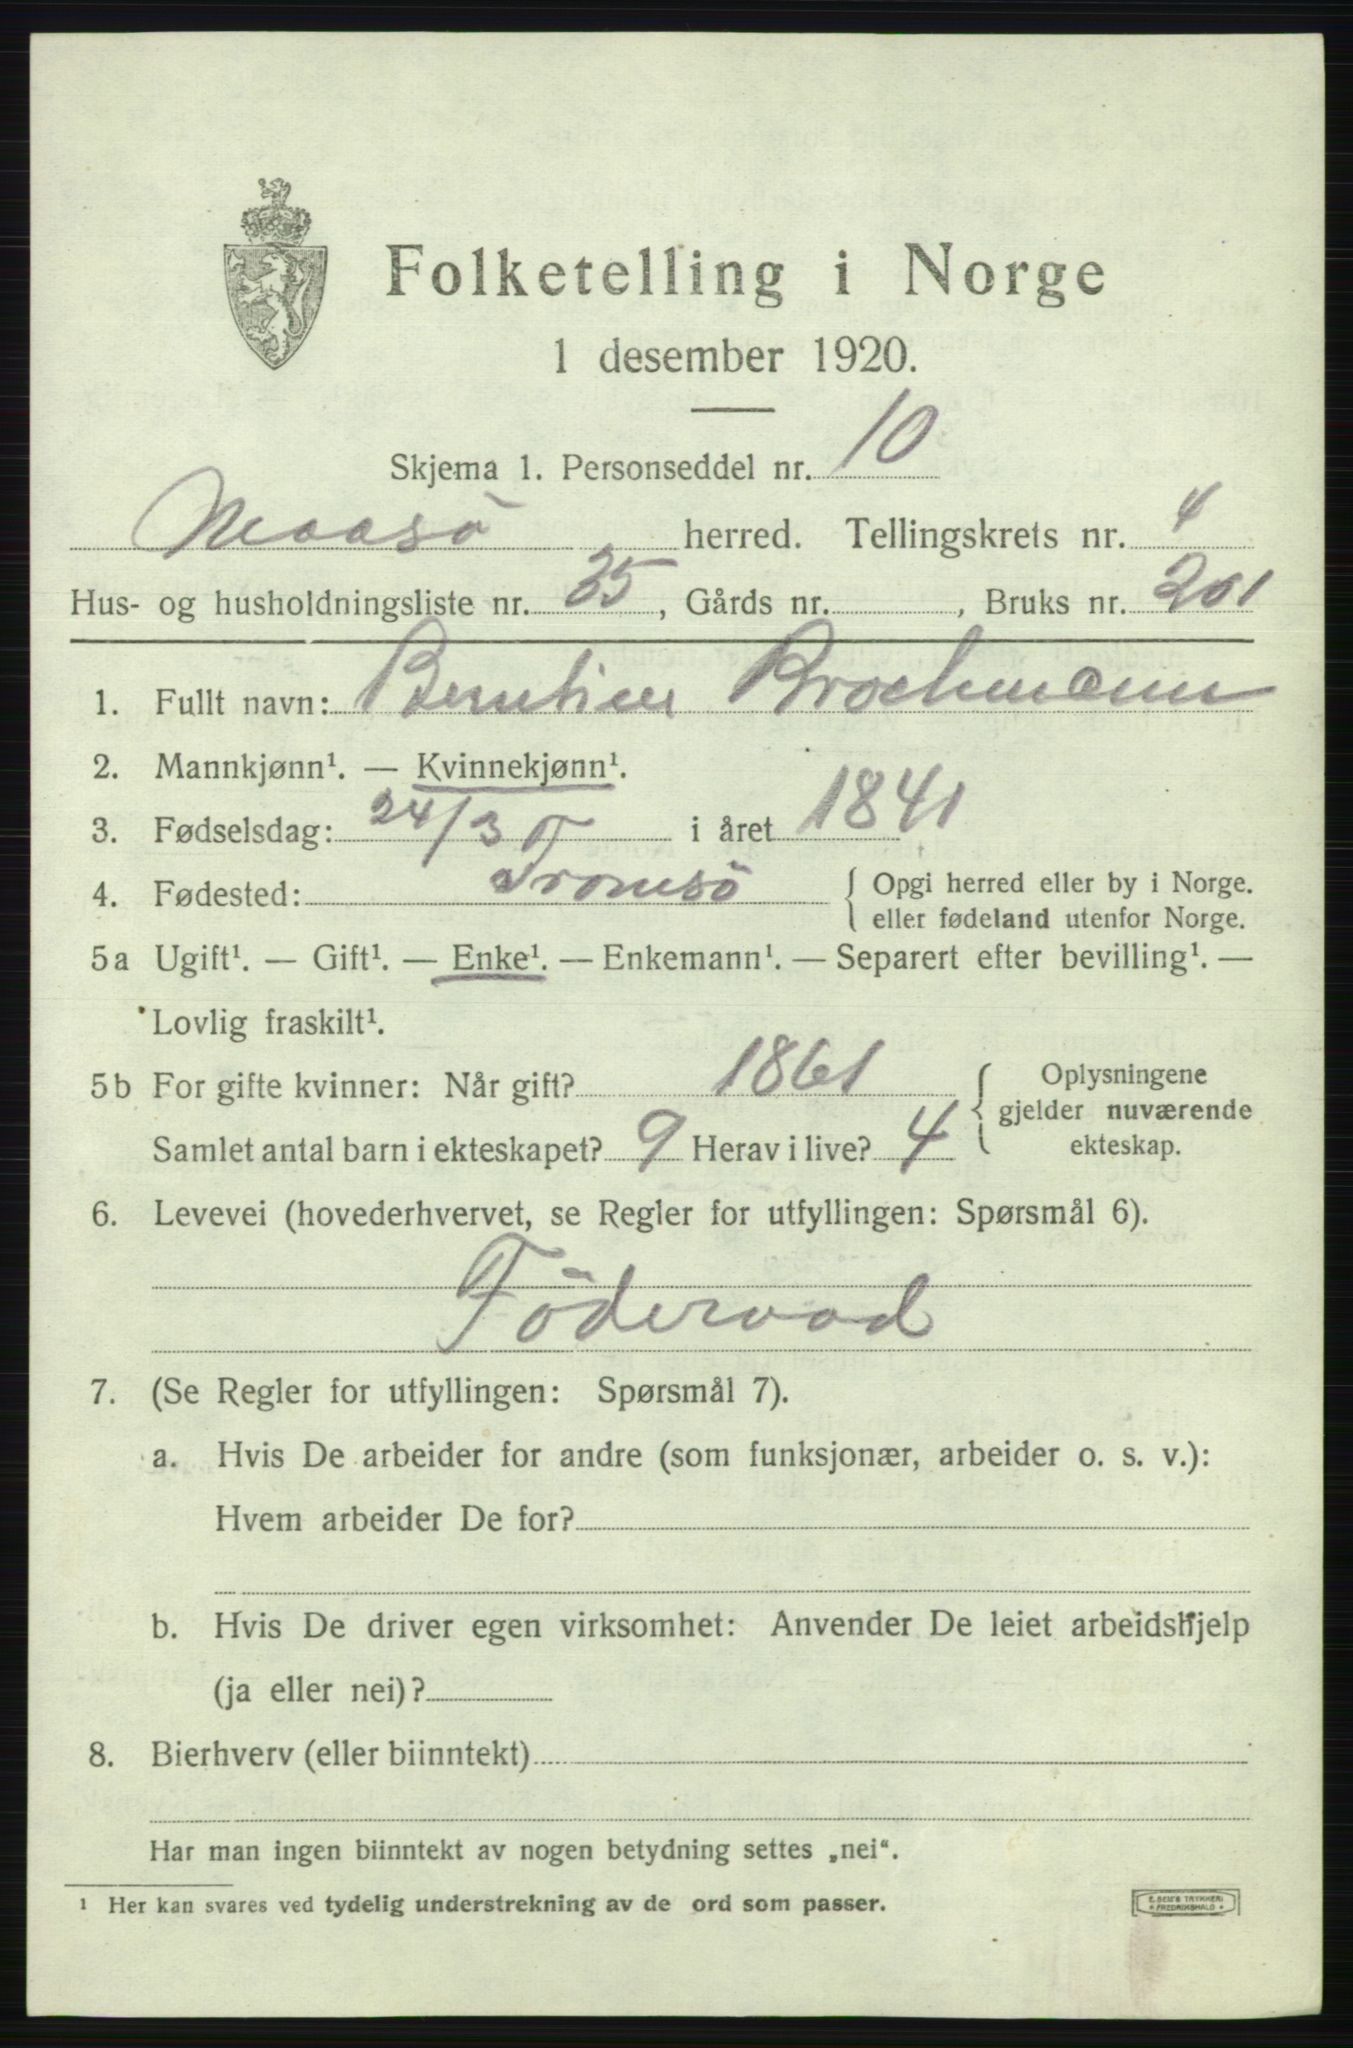 Folketelling i Norge
1 desember 1920.
Skjema 1. Personseddel nr. 10
Maasö herred. Tellingskrets nr. 4
Hus- og husholdningsliste nr. 35, Gårds nr. , Bruks nr. 201
1. Fullt navn: Brochmann
2. Mannkjønn¹. — Kvinnekjønn¹.
3. Fødselsdag: 24/3 i året 1841
4. Fødested: Tromsö { Opgi herred eller by i Norge.
eller fødeland utenfor Norge.
5a Ugift¹. — Gift¹. — Enke¹. — Enkemann¹. — Separert efter bevilling¹. —
Lovlig fraskilt¹.
5b For gifte kvinner: Når gift? 1861 { Oplysningene
gjelder nuværende
ekteskap.
Samlet antal barn i ekteskapet? 9 Herav i live? 4
6. Levevei (hovederhvervet, se Regler for utfyllingen: Spørsmål 6).
Föderaad
7. (Se Regler for utfyllingen: Spørsmål 7).
a. Hvis De arbeider for andre (som funksjonær, arbeider o. s. v.):
Hvem arbeider De for?
b. Hvis De driver egen virksomhet: Anvender De leiet arbeidshjelp
(ja eller nei)?
8. Bierhverv (eller biinntekt)
Har man ingen biinntekt av nogen betydning settes „nei“.
¹ Her kan svares ved tydelig understrekning av de ord som passer.
E. SEM'S TRYKKERI
* FREDRIKSHALD *